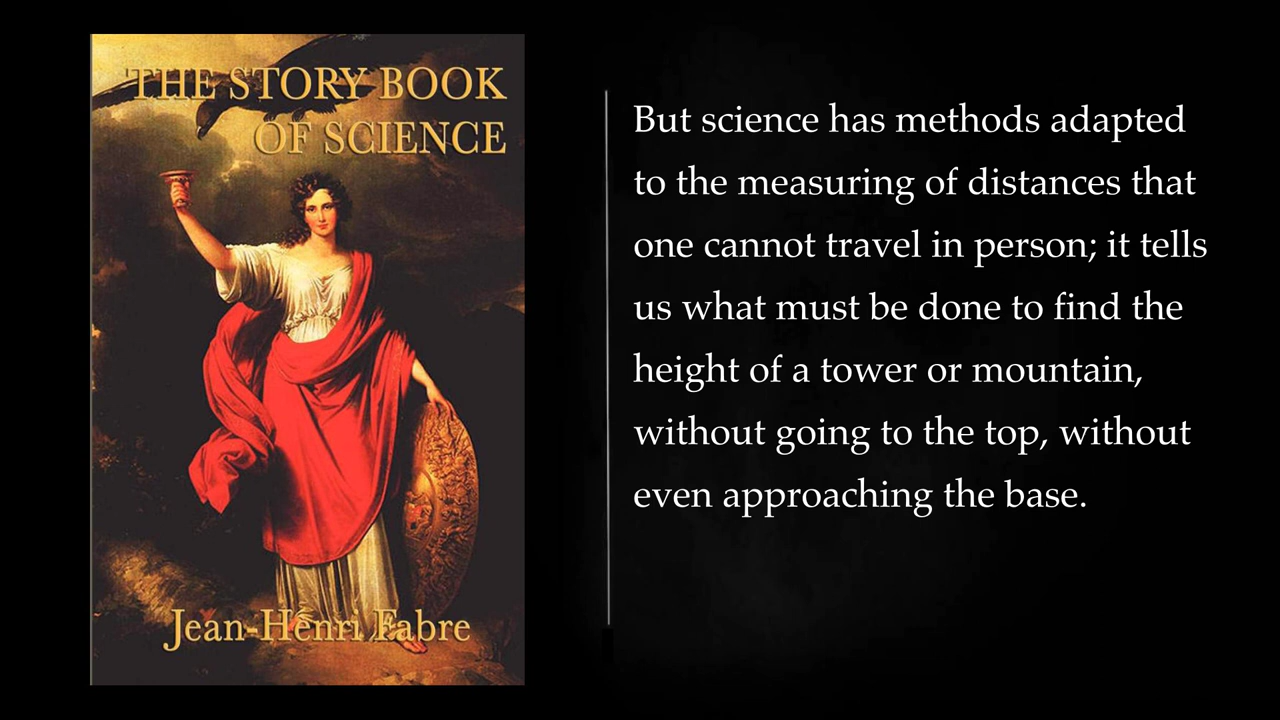 THE STORY BOOK
OF SCIENCE
Jean-Henri Fabre
But science has methods adapted
to the measuring of distances that
one cannot travel in person; it tells
us what must be done to find the
height of a tower or mountain,
without going to the top, without
even approaching the base.